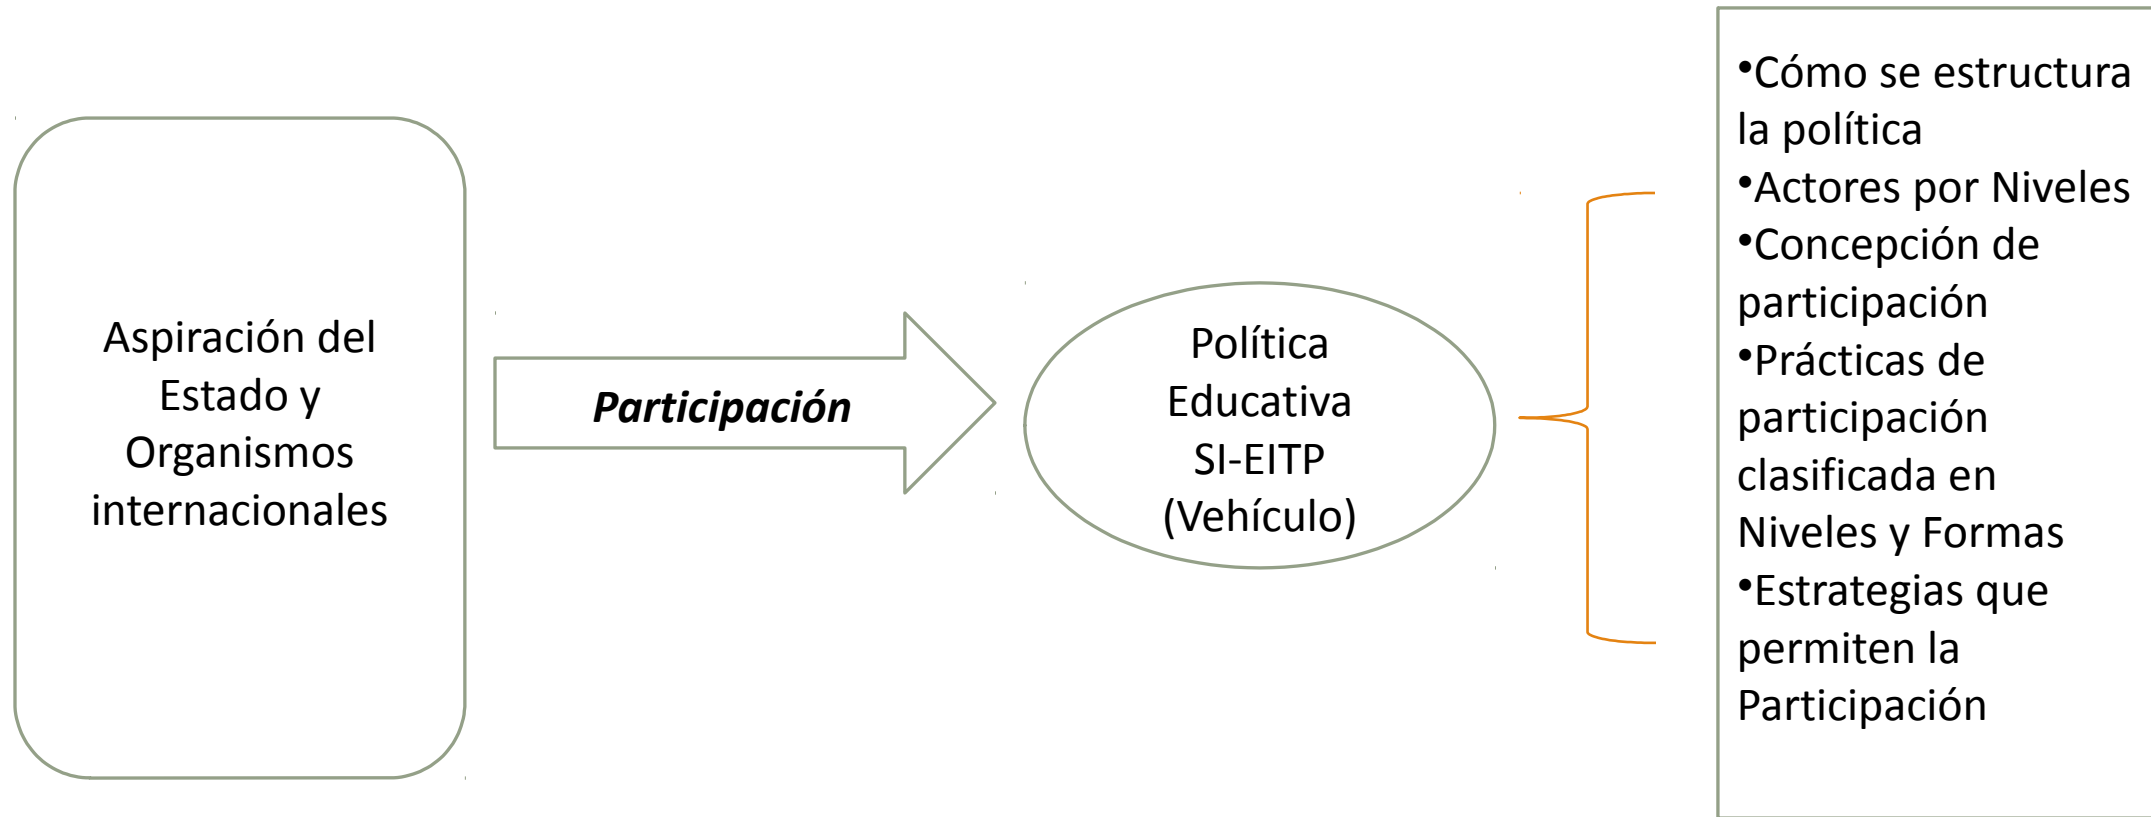 Aspiración del
Estado y
Organismos
internacionales
Participación
Política
Educativa
SI-EITP
(Vehículo)
•Cómo se estructura
la política
•Actores por Niveles
•Concepción de
participación
•Prácticas de
participación
clasificada en
Niveles y Formas
•Estrategias que
permiten la
Participación